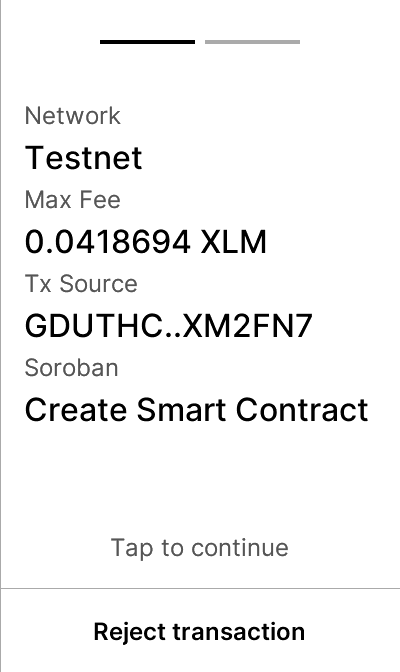 Network
Testnet
Max Fee
0.0418694 XLM
Tx Source
GDUTHC..XM2FN7
Soroban
Create Smart Contract
Tap to continue
Reject transaction